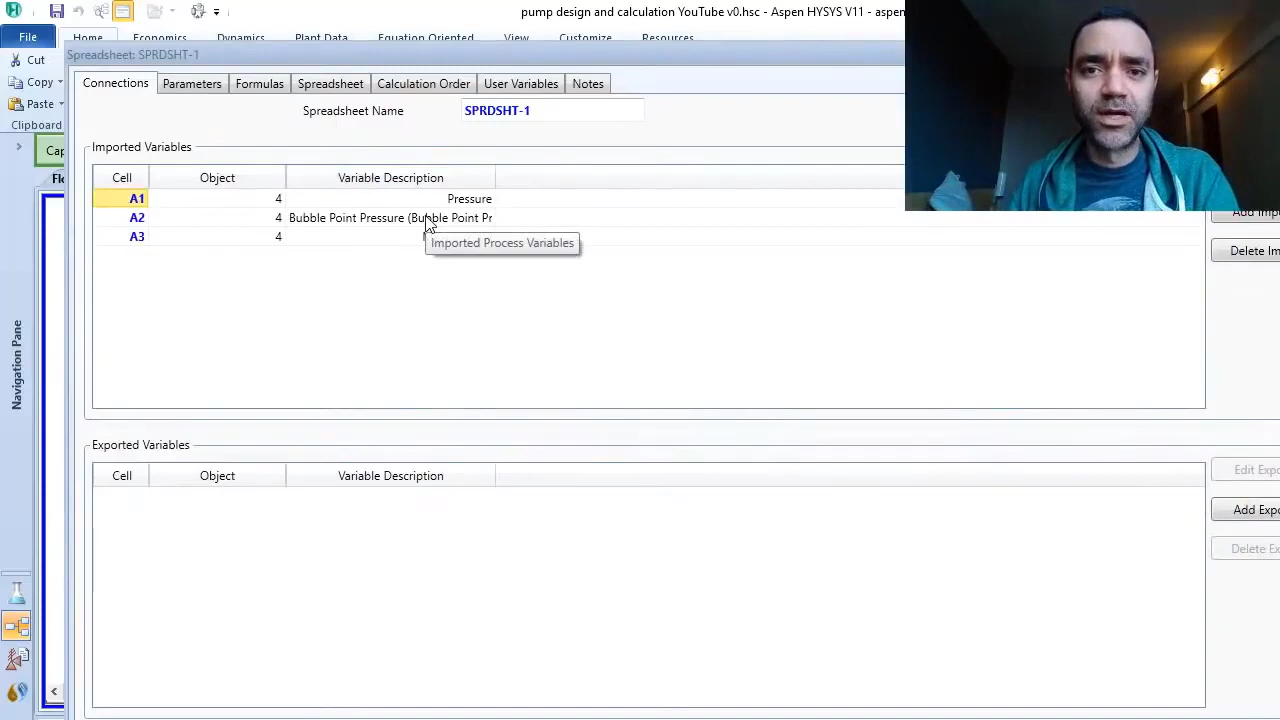 pump design and calculation YouTube v0.hsc - Aspen HYSYS V11 - aspen
File Home Economics Dynamics Plant Data Equation Oriented View Customize Resources
Spreadsheet: SPRDSHT-1
Cut
Copy
Paste
Clipboard
Connections Parameters Formulas Spreadsheet Calculation Order User Variables Notes
Spreadsheet Name SPRDSHT-1
Imported Variables
Cell Object Variable Description
A1 4 Pressure
A2 4 Bubble Point Pressure (Bubble Point Pr
A3 4
Imported Process Variables
Add Im
Delete Im
Navigation Pane
Exported Variables
Cell Object Variable Description
Edit Expo
Add Expo
Delete Ex